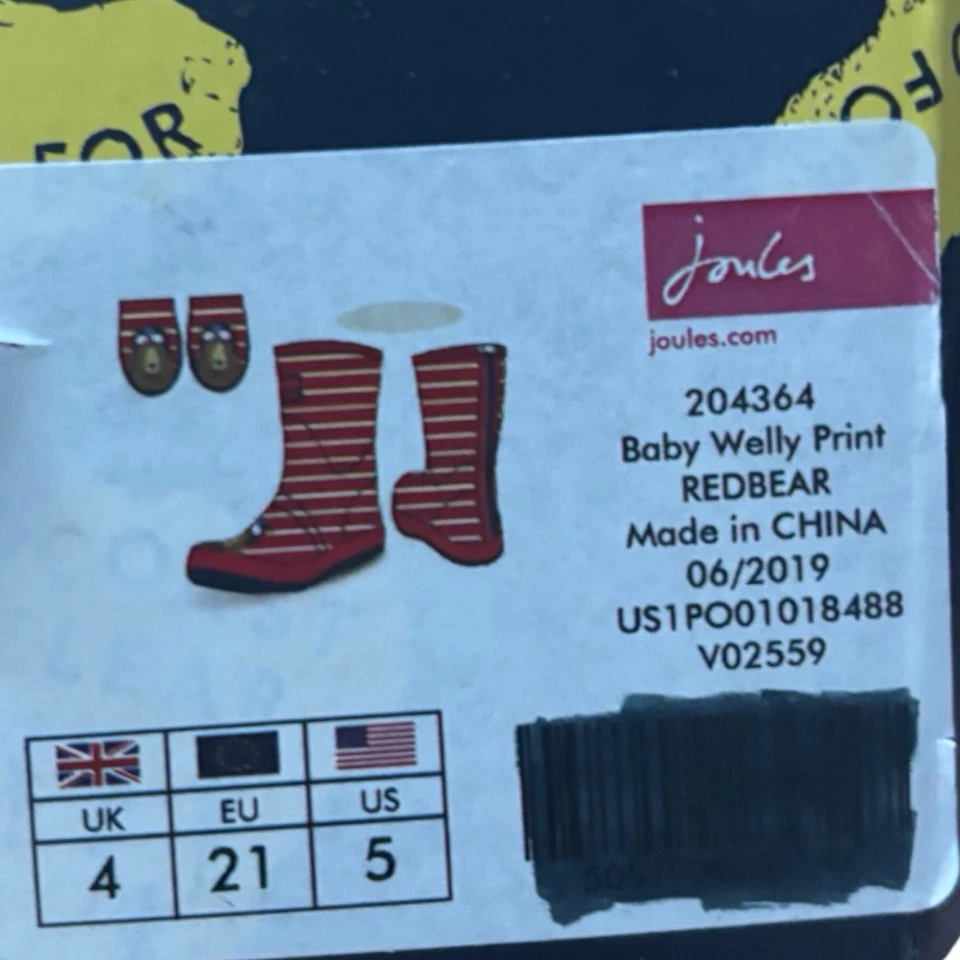 FOR
FO
joules
joules.com
204364
Baby Welly Print
REDBEAR
Made in CHINA
06/2019
US1PO01018488
V02559
UK EU US
4 21 5